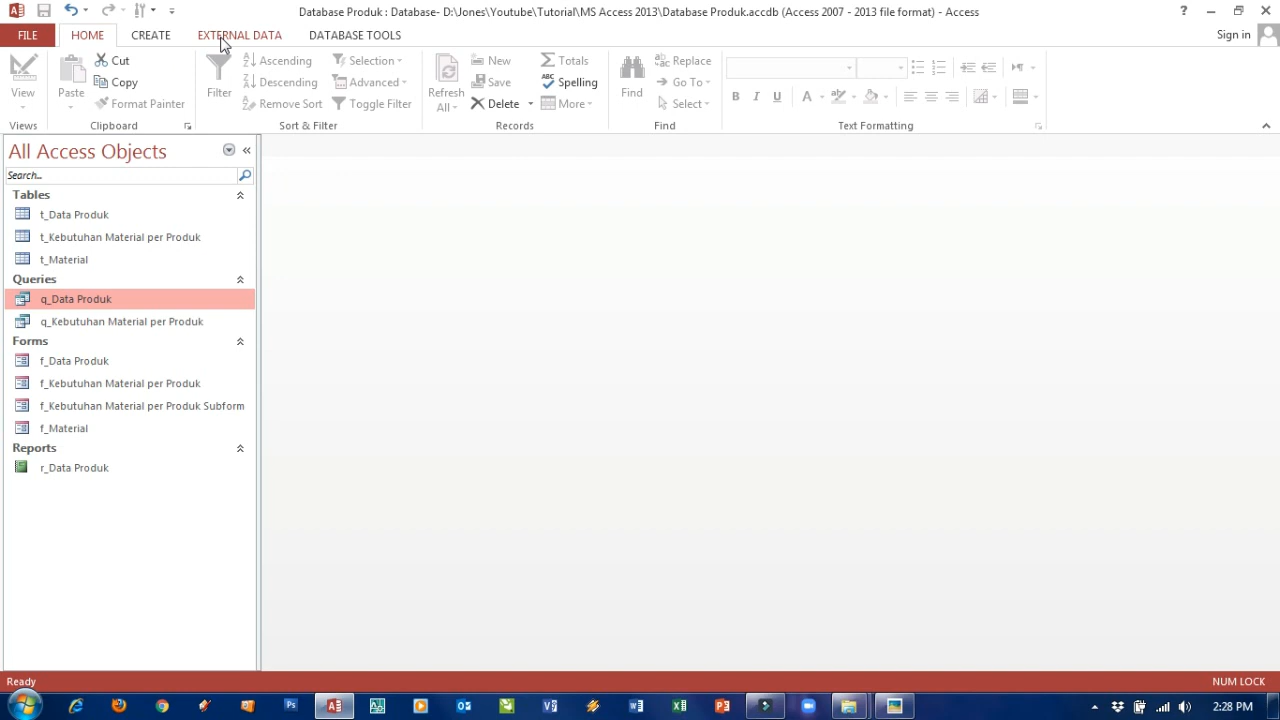 Database Produk : Database- D:\Jones\Youtube\Tutorial\MS Access 2013\Database Produk.accdb (Access 2007 - 2013 file format) - Access
FILE HOME CREATE EXTERNAL DATA DATABASE TOOLS Sign in
View
Views
Paste
Cut
Copy
Format Painter
Clipboard
Filter
Ascending
Descending
Remove Sort
Selection
Advanced
Toggle Filter
Sort & Filter
Refresh
All
New
Save
Delete
Totals
Spelling
More
Records
Find
Replace
Go To
Select
Find
B I U A
Text Formatting
All Access Objects
Search...
Tables
t_Data Produk
t_Kebutuhan Material per Produk
t_Material
Queries
q_Data Produk
q_Kebutuhan Material per Produk
Forms
f_Data Produk
f_Kebutuhan Material per Produk
f_Kebutuhan Material per Produk Subform
f_Material
Reports
r_Data Produk
Ready NUM LOCK
2:28 PM